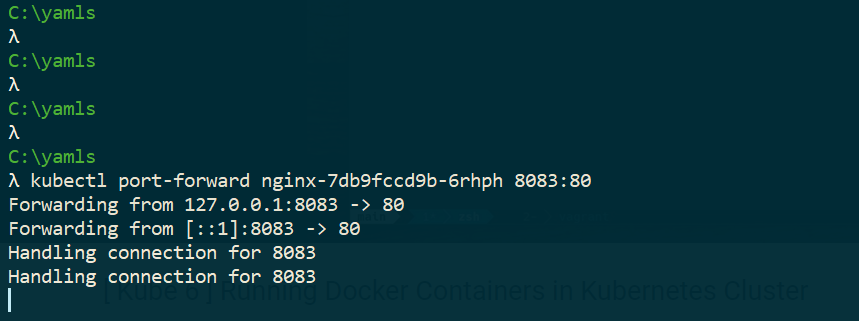 C:\yamls
λ
C:\yamls
λ
C:\yamls
λ
C:\yamls
λ kubectl port-forward nginx-7db9fccd9b-6rhph 8083:80
Forwarding from 127.0.0.1:8083 -> 80
Forwarding from [::1]:8083 -> 80
Handling connection for 8083
Handling connection for 8083
[ Kube 6 ] Running Docker Containers in Kubernetes Cluster